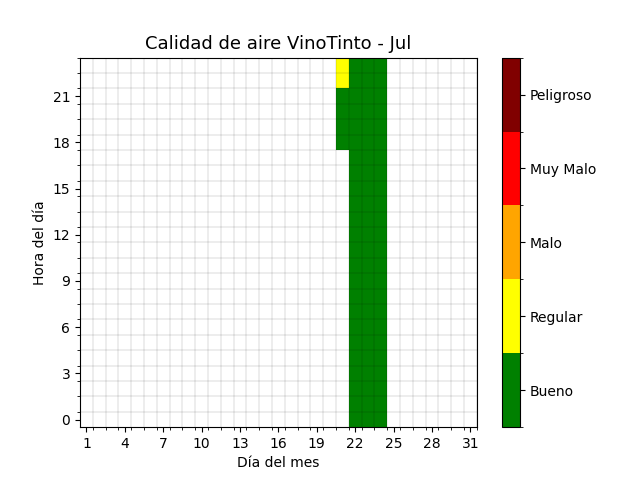 Calidad de aire VinoTinto - Jul
Hora del día
21
18
15
12
9
6
3
0
1 4 7 10 13 16 19 22 25 28 31
Día del mes
Peligroso
Muy Malo
Malo
Regular
Bueno